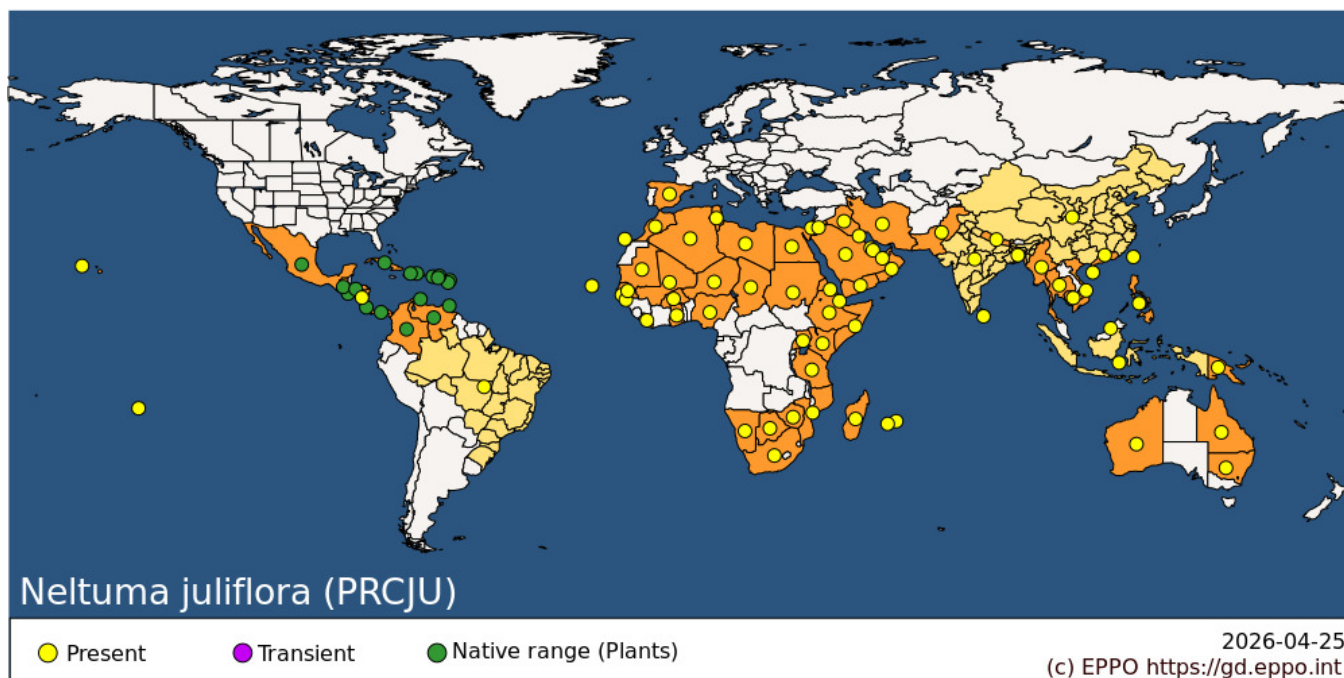 Neltuma juliflora (PRCJU)
Present
Transient
Native range (Plants)
2026-04-25
(c) EPPO https://gd.eppo.int